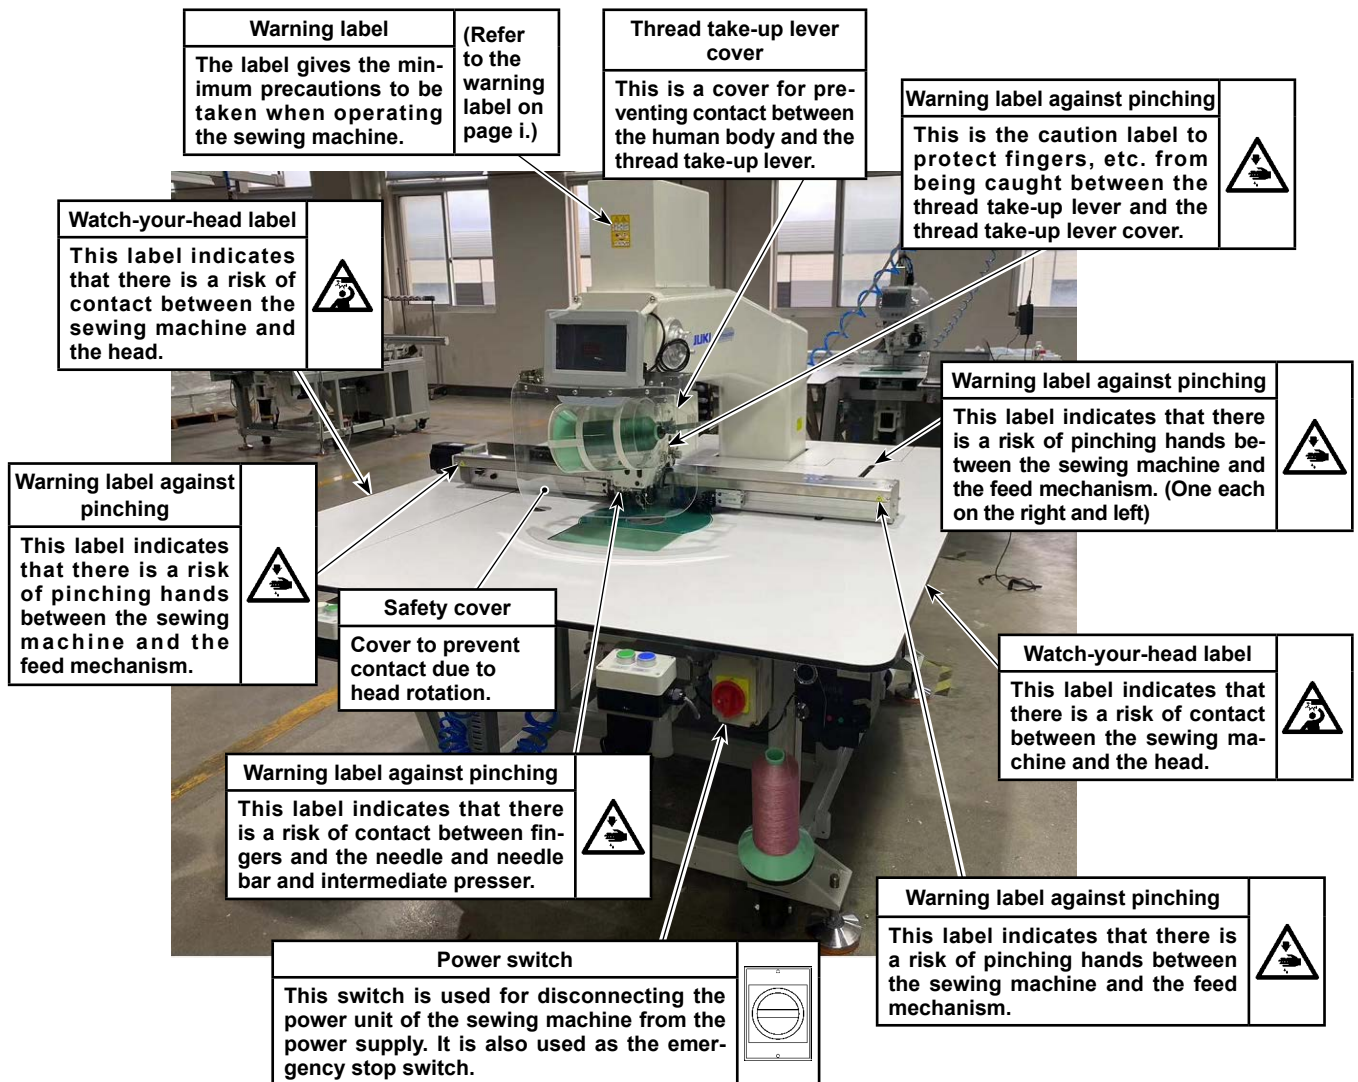 Warning label
The label gives the min-
imum precautions to be
taken when operating
the sewing machine.
(Refer
to the
warning
label on
page i.)
Thread take-up lever
cover
This is a cover for pre-
venting contact between
the human body and the
thread take-up lever.
Warning label against pinching
This is the caution label to
protect fingers, etc. from
being caught between the
thread take-up lever and the
thread take-up lever cover.
Watch-your-head label
This label indicates
that there is a risk of
contact between the
sewing machine and
the head.
JUKI
Warning label against pinching
This label indicates that there
is a risk of pinching hands be-
tween the sewing machine and
the feed mechanism. (One each
on the right and left)
Warning label against
pinching
This label indicates
that there is a risk
of pinching hands
between the sewing
machine and the
feed mechanism.
Safety cover
Cover to prevent
contact due to
head rotation.
Watch-your-head label
This label indicates that
there is a risk of contact
between the sewing ma-
chine and the head.
Warning label against pinching
This label indicates that there
is a risk of contact between fin-
gers and the needle and needle
bar and intermediate presser.
Warning label against pinching
This label indicates that there is
a risk of pinching hands between
the sewing machine and the feed
mechanism.
Power switch
This switch is used for disconnecting the
power unit of the sewing machine from the
power supply. It is also used as the emer-
gency stop switch.